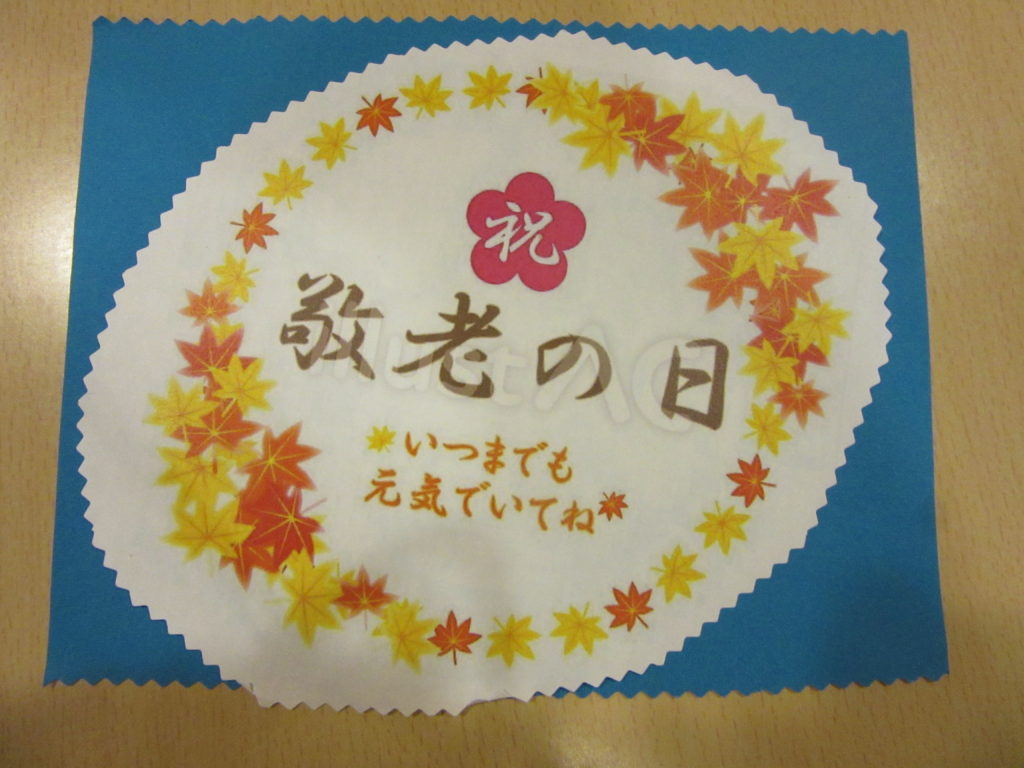 祝
敬老の日
いつまでも
元気でいてね